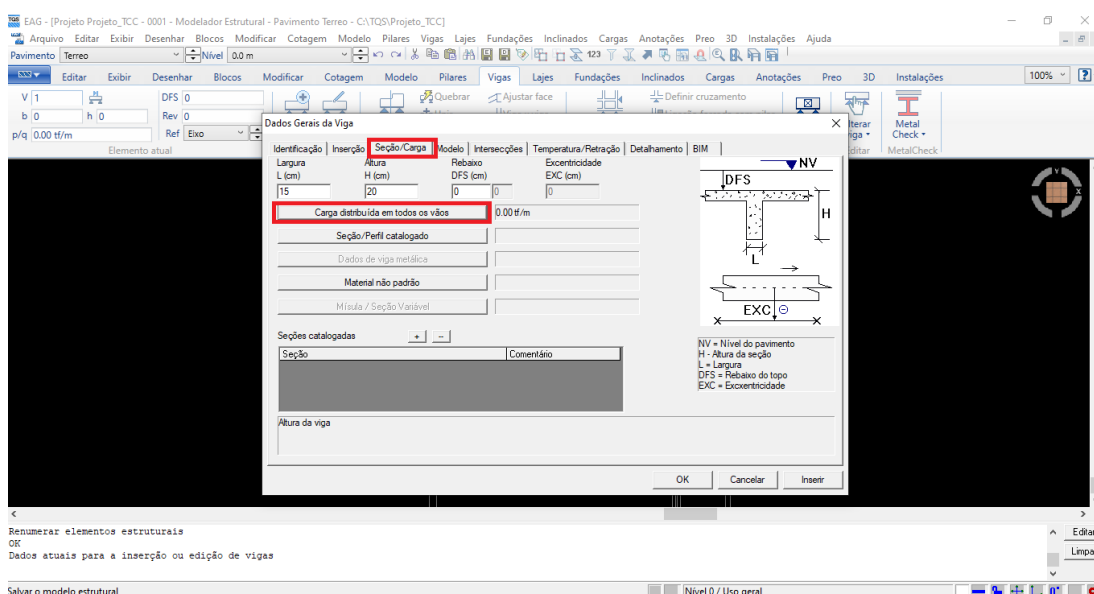 EAG - [Projeto Projeto_TCC - 0001 - Modelador Estrutural - Pavimento Terreo - C:\TQS\Projeto_TCC]
Arquivo Editar Exibir Desenhar Blocos Modificar Cotagem Modelo Pilares Vigas Lajes Fundações Inclinados Cargas Anotações Preo 3D Instalações Ajuda
Pavimento Terreo Nível 0.0 m 123
Editar Exibir Desenhar Blocos Modificar Cotagem Modelo Pilares Vigas Lajes Fundações Inclinados Cargas Anotações Preo 3D Instalações 100%
V 1 DFS 0 Quebrar Ajustar face Definir cruzamento
b 0 h 0 Rev 0
p/q 0.00 tf/m Ref Eixo
Elemento atual
Metal
Check
MetalCheck
Dados Gerais da Viga
Identificação Inserção Seção/Carga Modelo Intersecções Temperatura/Retração Detalhamento BIM
Largura Altura Rebaixo Excentricidade
L (cm) H (cm) DFS (cm) EXC (cm)
15 20 0 0 0
Carga distribuída em todos os vãos 0.00 tf/m
Seção/Perfil catalogado
Dados de viga metálica
Material não padrão
Mísula / Seção Variável
Seções catalogadas + -
Seção Comentário
Altura da viga
NV
DFS
H
L
EXC
NV = Nível do pavimento
H - Altura da seção
L = Largura
DFS = Rebaixo do topo
EXC = Excxentricidade
OK Cancelar Inserir
Renumerar elementos estruturais
OK
Dados atuais para a inserção ou edição de vigas
Editar
Limpa
Salvar o modelo estrutural
Nível 0 / Uso geral